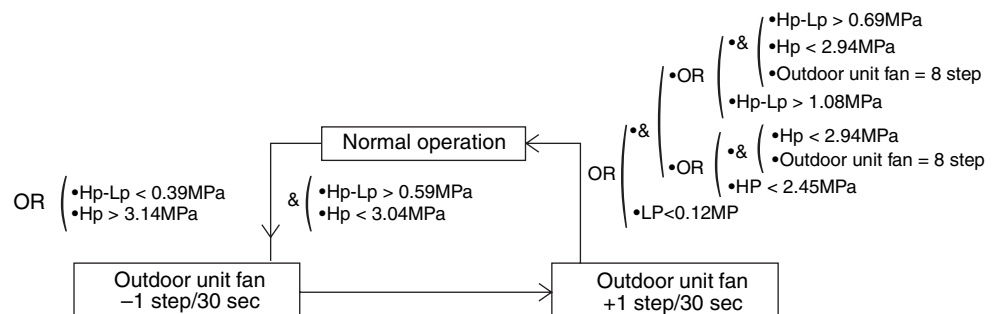 •Hp-Lp > 0.69MPa
•& •Hp < 2.94MPa
•Outdoor unit fan = 8 step
•OR
•Hp-Lp > 1.08MPa
•&
Normal operation
•Hp < 2.94MPa
•& •Outdoor unit fan = 8 step
•OR
•HP < 2.45MPa
OR
•LP<0.12MP
OR •Hp-Lp < 0.39MPa
•Hp > 3.14MPa
& •Hp-Lp > 0.59MPa
•Hp < 3.04MPa
Outdoor unit fan
–1 step/30 sec
Outdoor unit fan
+1 step/30 sec